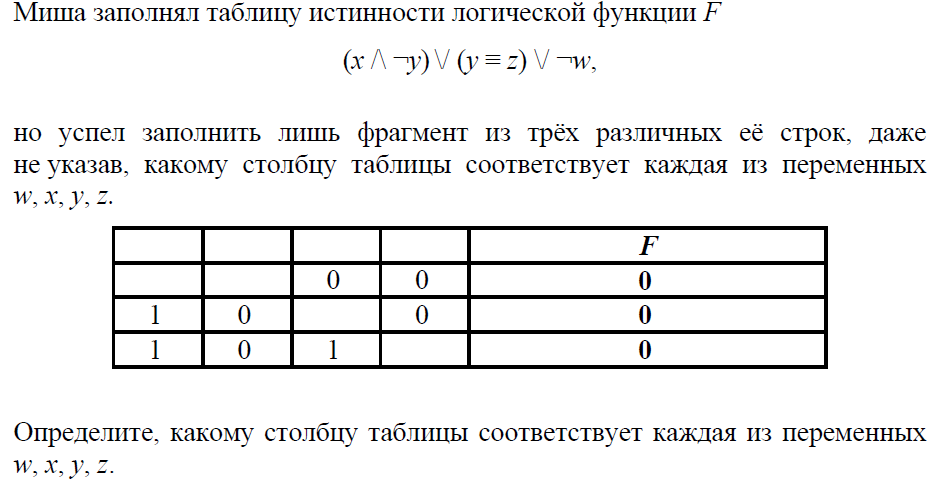 Миша заполнял таблицу истинности логической функции F
(x /\ ¬y) \/ (y ≡ z) \/ ¬w,
но успел заполнить лишь фрагмент из трёх различных её строк, даже
не указав, какому столбцу таблицы соответствует каждая из переменных
w, x, y, z.
F
0 0 0
1 0 0 0
1 0 1 0
Определите, какому столбцу таблицы соответствует каждая из переменных
w, x, y, z.